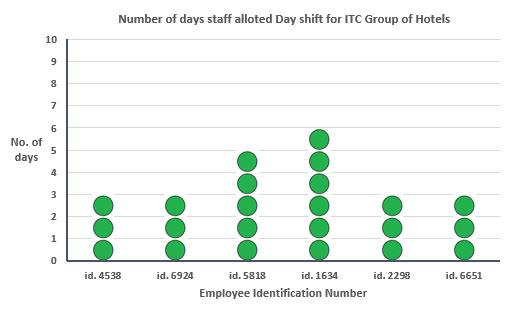 Number of days staff alloted Day shift for ITC Group of Hotels
10
9
8
7
6
5
4
3
2
1
0
No. of
days
id. 4538 id. 6924 id. 5818 id. 1634 id. 2298 id. 6651
Employee Identification Number